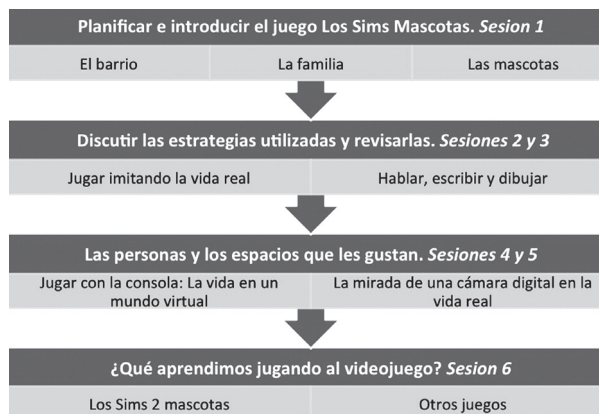 Planificar e introducir el juego Los Sims Mascotas. Sesion 1
El barrio
La familia
Las mascotas
Discutir las estrategias utilizadas y revisarlas. Sesiones 2 y 3
Jugar imitando la vida real
Hablar, escribir y dibujar
Las personas y los espacios que les gustan. Sesiones 4 y 5
Jugar con la consola: La vida en un
mundo virtual
La mirada de una cámara digital en la
vida real
¿Qué aprendimos jugando al videojuego? Sesion 6
Los Sims 2 mascotas
Otros juegos